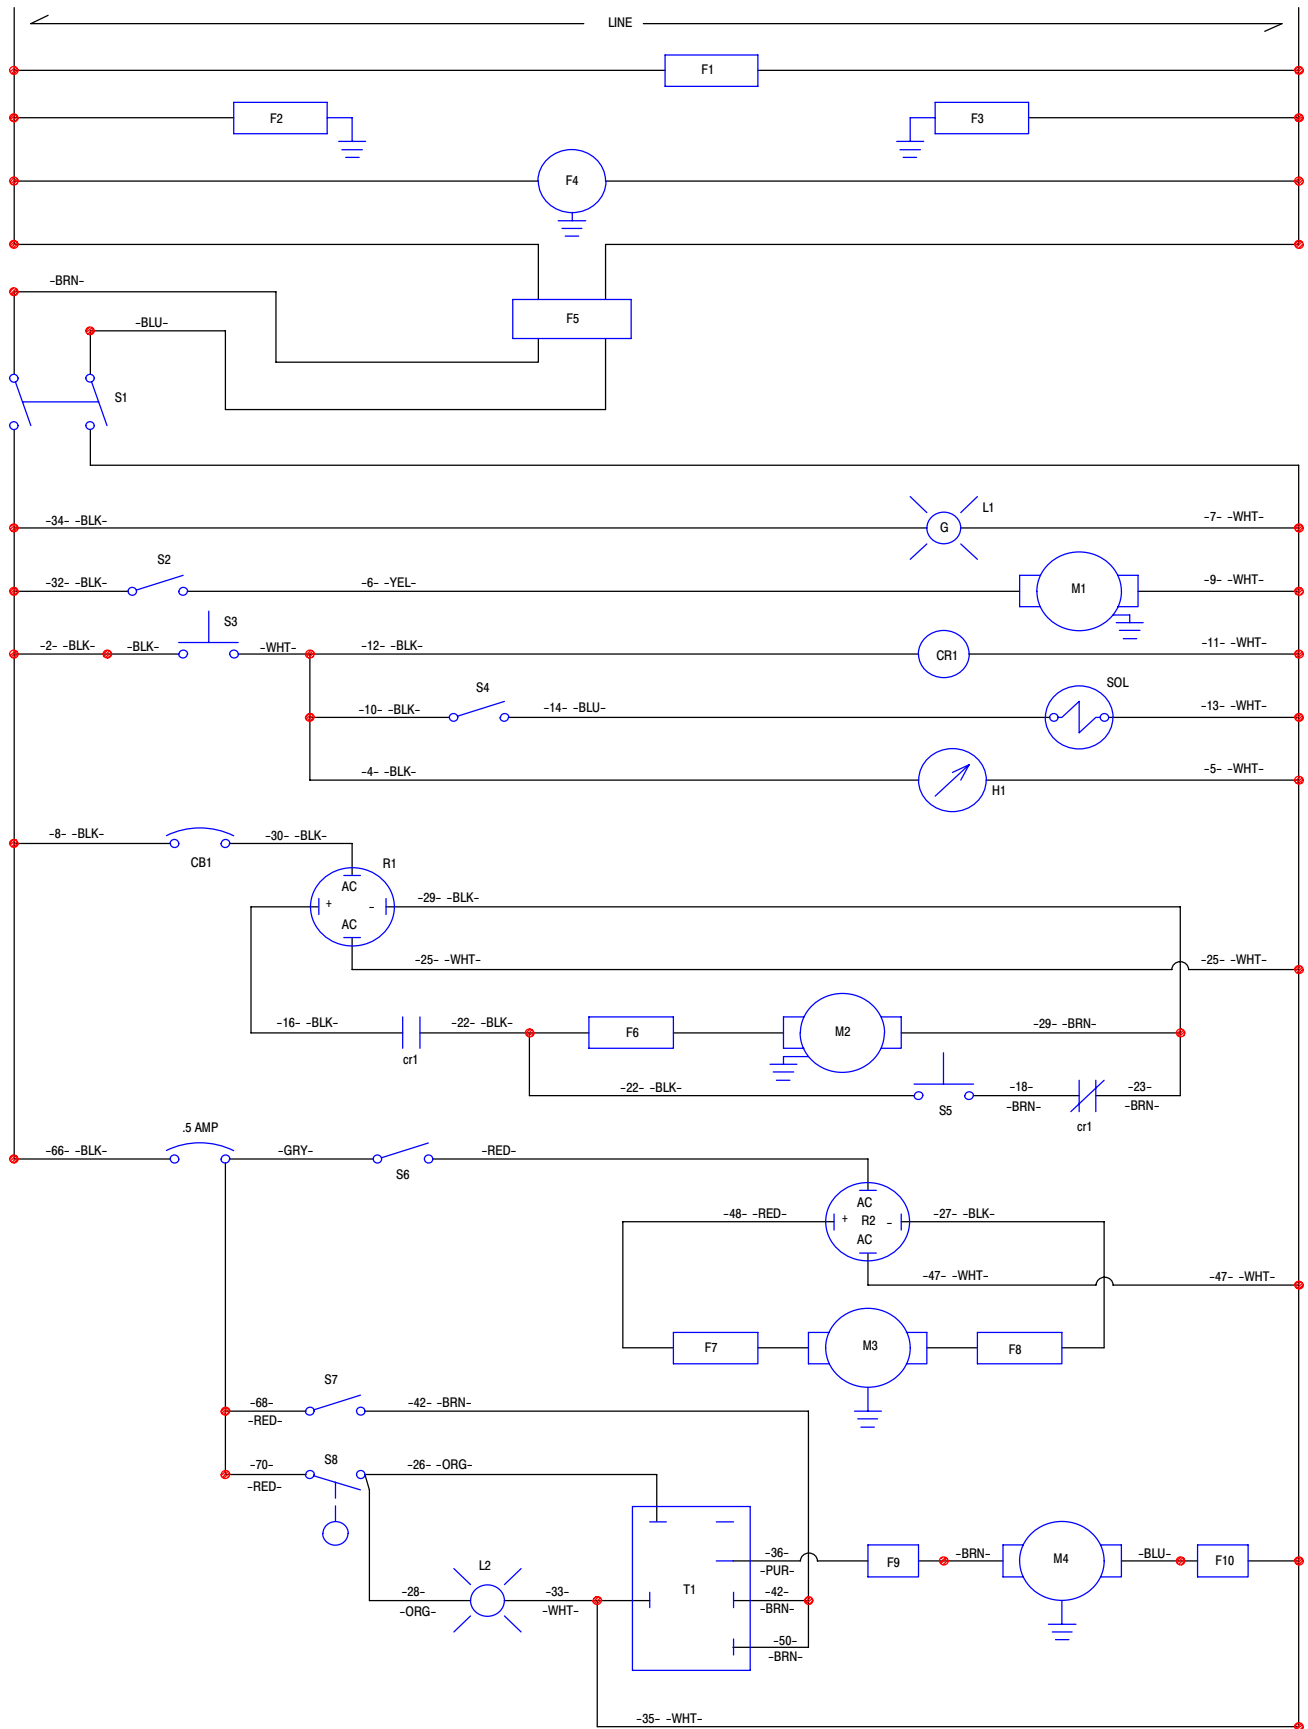 LINE
F1
F2
F3
F4
-BRN-
F5
-BLU-
S1
L1
-34- -BLK-
G
-7- -WHT-
S2
-32- -BLK-
-6- -YEL-
M1
-9- -WHT-
S3
-2- -BLK-
-BLK-
-WHT-
-12- -BLK-
CR1
-11- -WHT-
S4
SOL
-10- -BLK-
-14- -BLU-
-13- -WHT-
-4- -BLK-
H1
-5- -WHT-
-8- -BLK-
CB1
-30- -BLK-
R1
AC
+
-
AC
-29- -BLK-
-25- -WHT-
-25- -WHT-
-16- -BLK-
cr1
-22- -BLK-
F6
M2
-29- -BRN-
-22- -BLK-
S5
-18-
-BRN-
cr1
-23-
-BRN-
.5 AMP
-66- -BLK-
-GRY-
S6
-RED-
AC
-48- -RED-
+ R2 -
-27- -BLK-
AC
-47- -WHT-
-47- -WHT-
F7
M3
F8
S7
-68-
-RED-
-42- -BRN-
S8
-70-
-RED-
-26- -ORG-
L2
-28-
-ORG-
-33-
-WHT-
T1
-36-
-PUR-
F9
-BRN-
M4
-BLU-
F10
-42-
-BRN-
-50-
-BRN-
-35- -WHT-